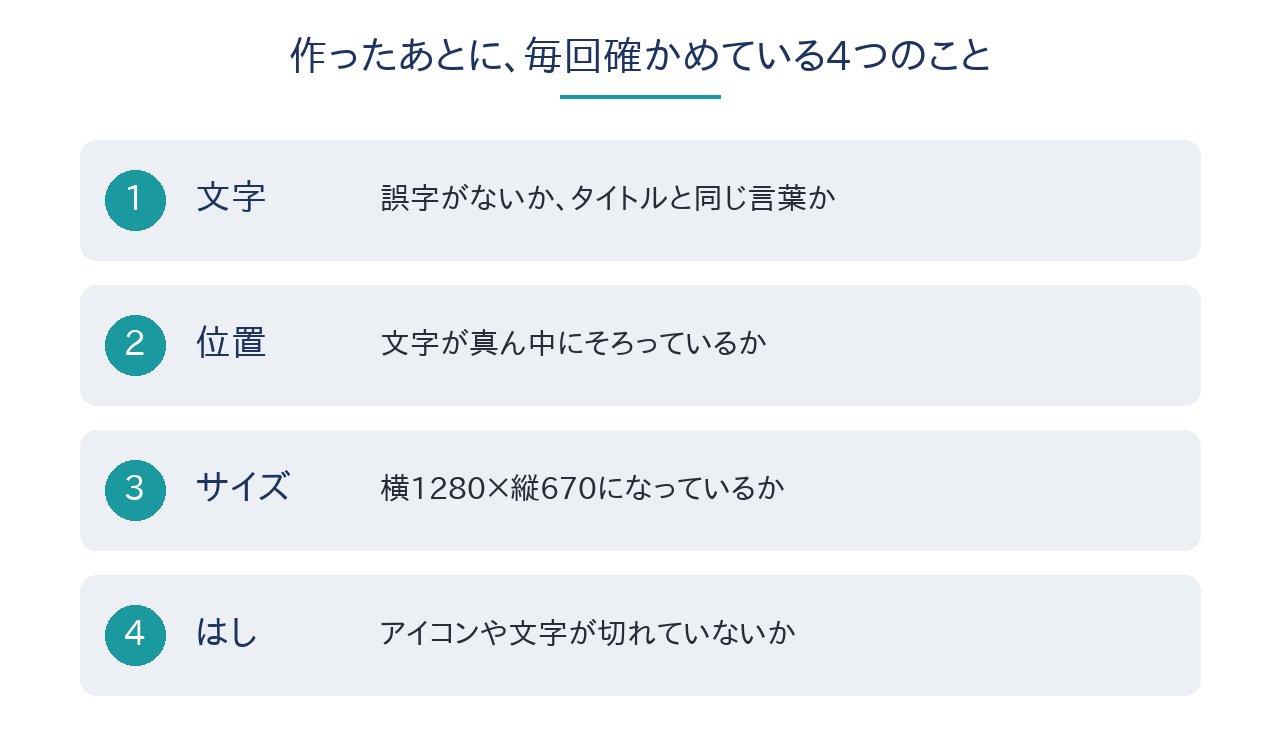 作ったあとに、毎回確かめている4つのこと
1 文字 誤字がないか、タイトルと同じ言葉か
2 位置 文字が真ん中にそろっているか
3 サイズ 横1280×縦670になっているか
4 はし アイコンや文字が切れていないか